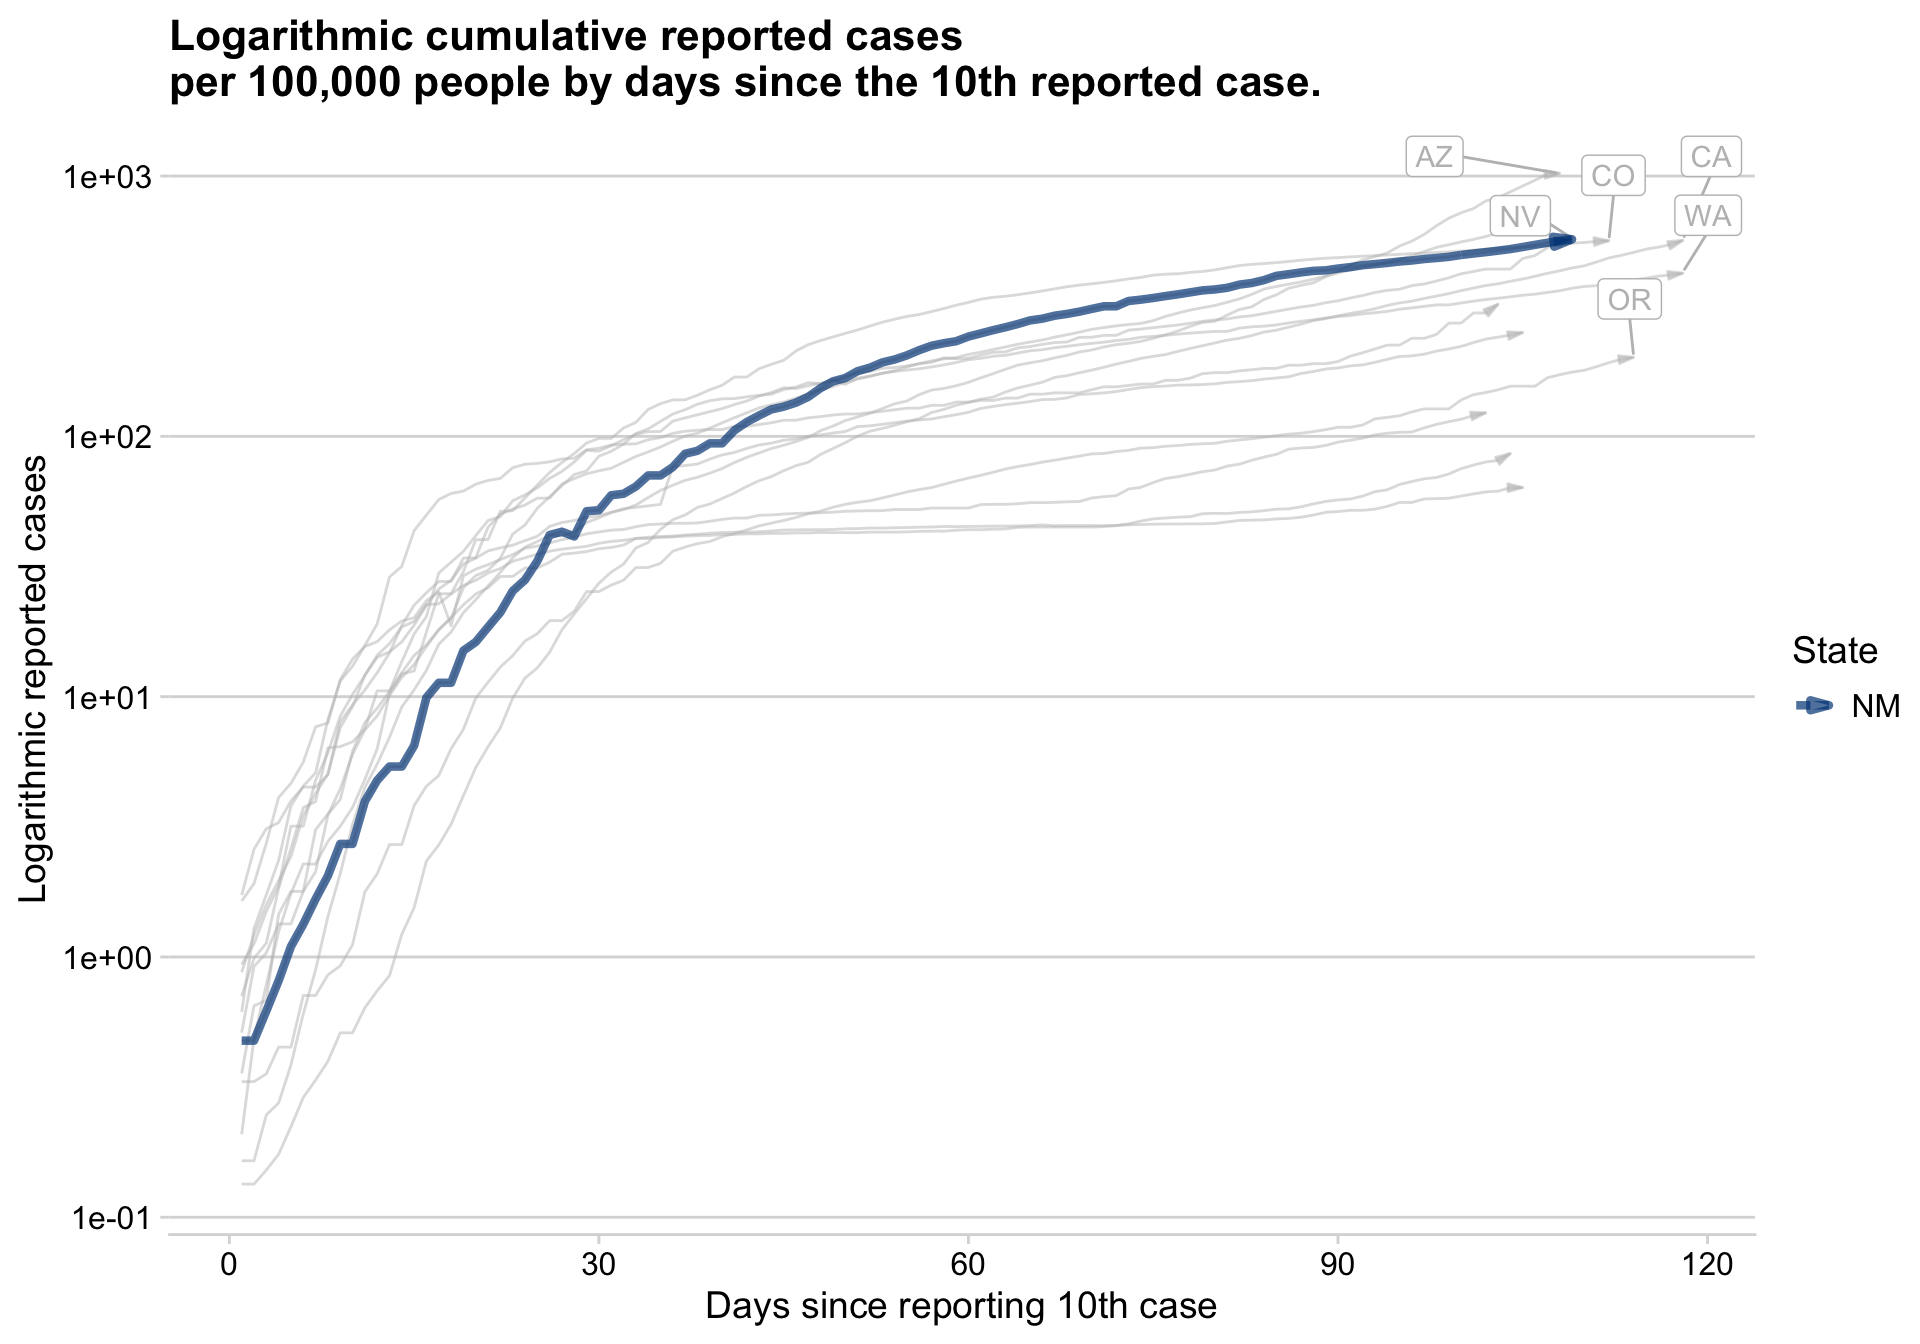 Logarithmic cumulative reported cases
per 100,000 people by days since the 10th reported case.
Logarithmic reported cases
1e+03
1e+02
1e+01
1e+00
1e-01
AZ
CO
CA
NV
WA
OR
State
NM
0
30
60
90
120
Days since reporting 10th case